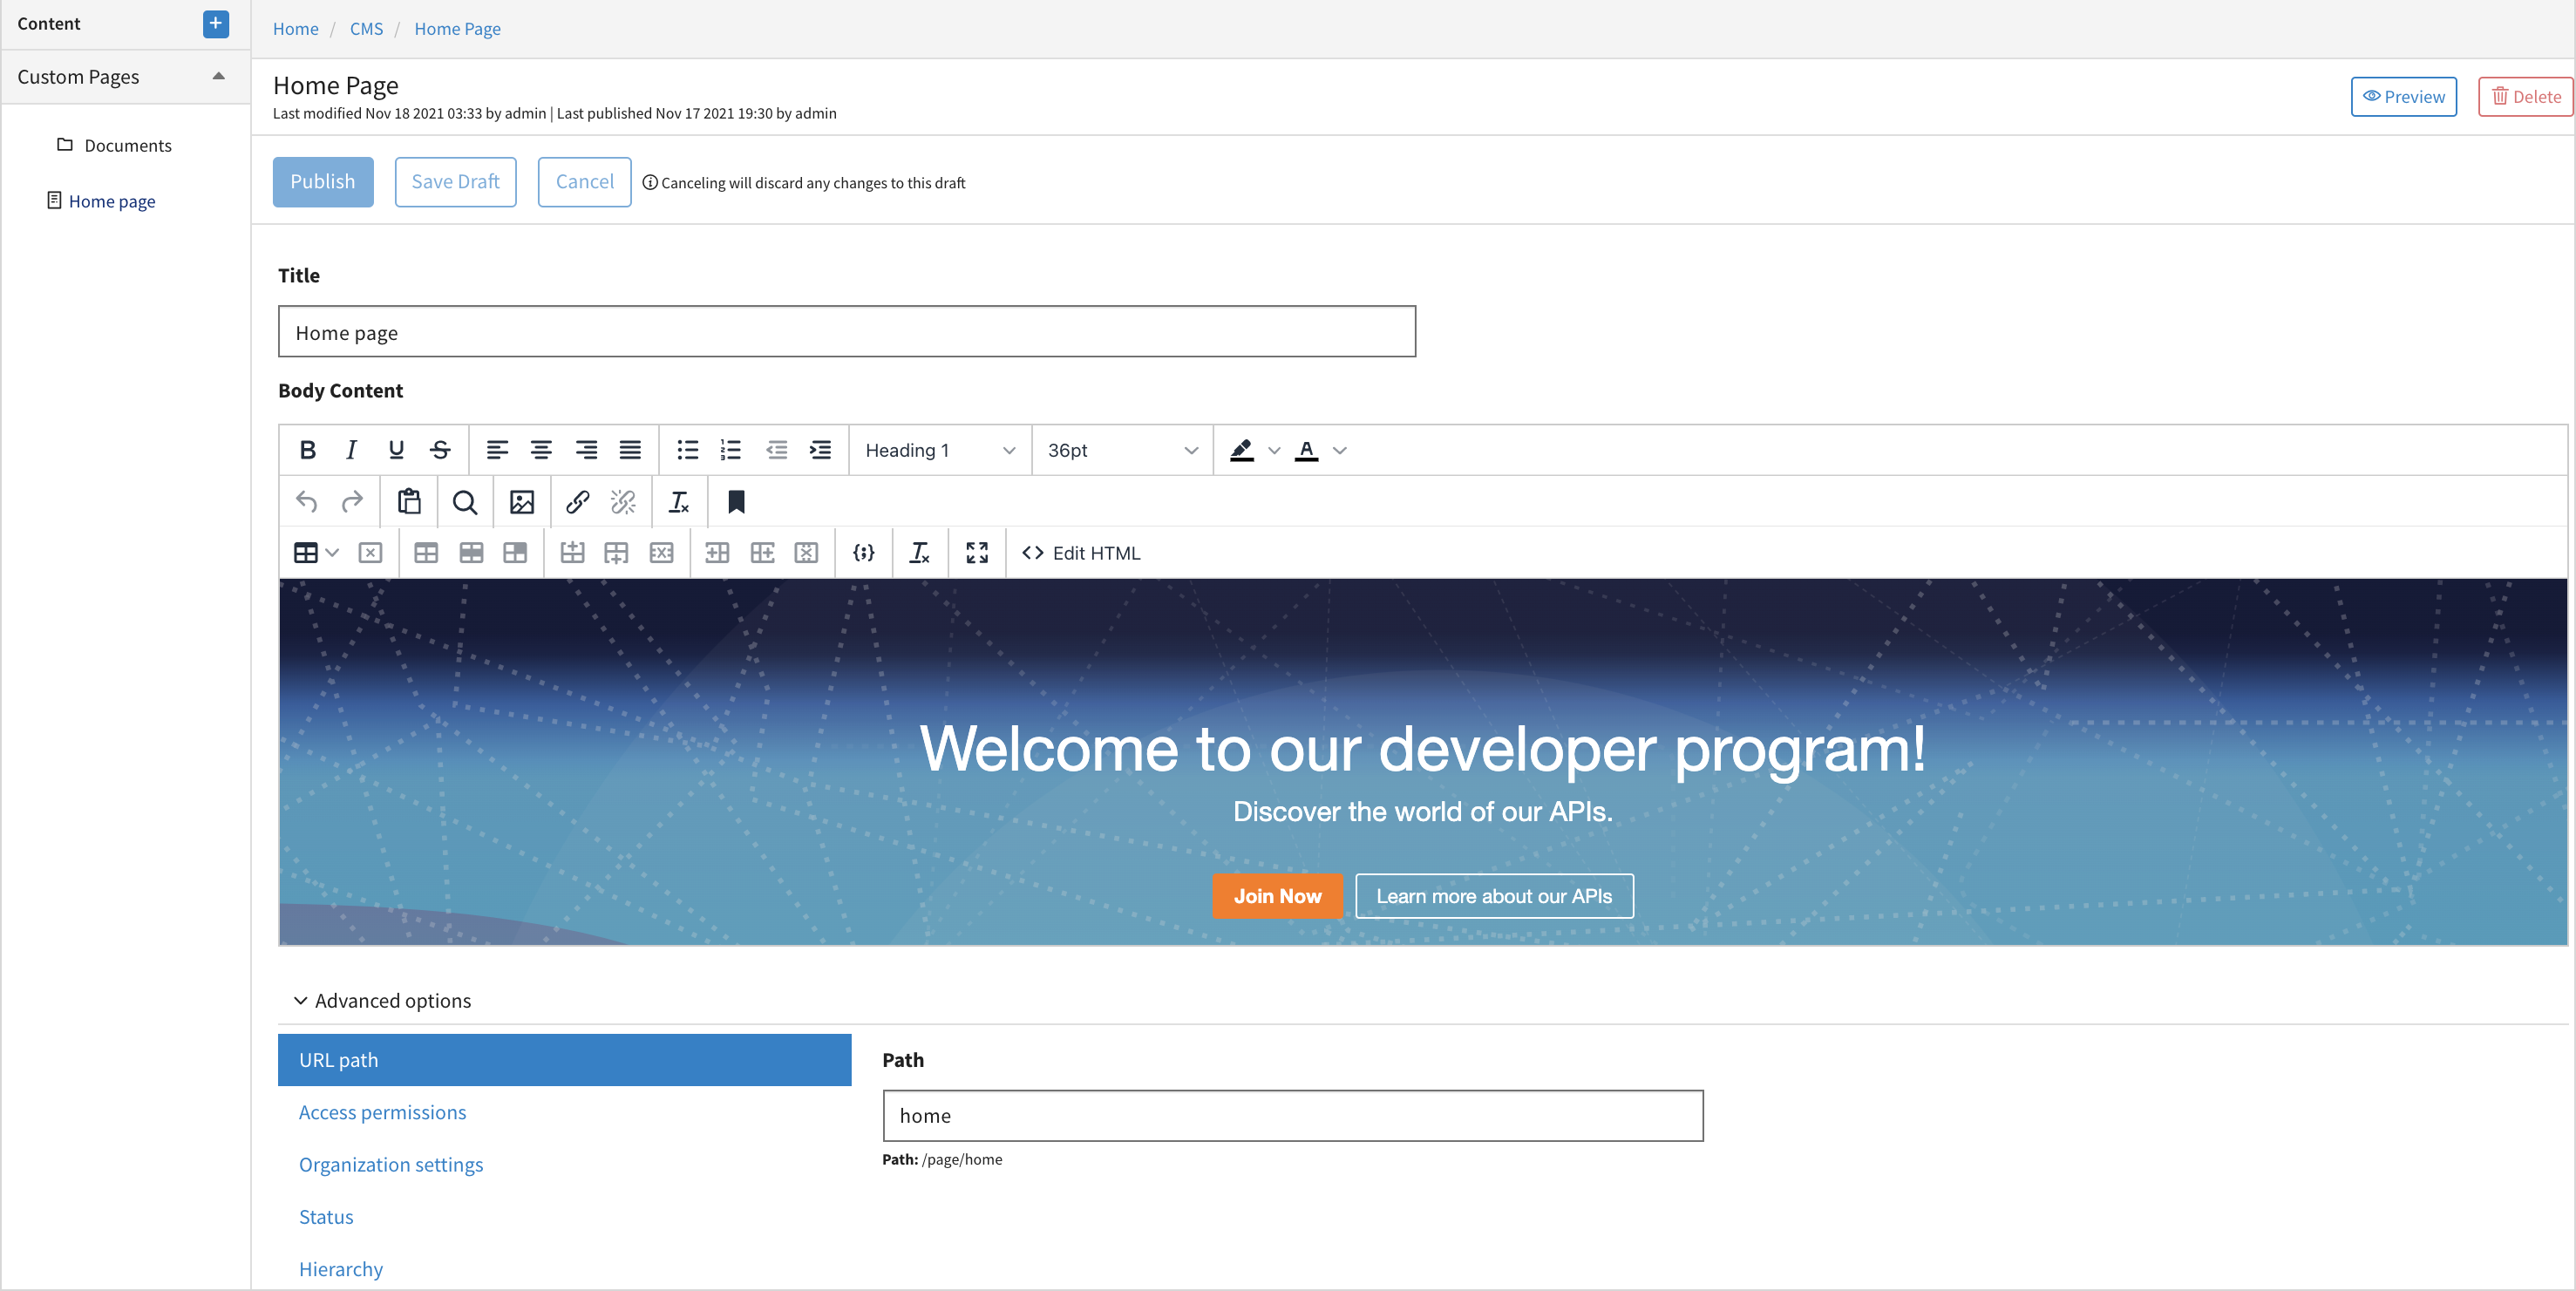 Content
Custom Pages
Documents
Home page
Home / CMS / Home Page
Home Page
Last modified Nov 18 2021 03:33 by admin | Last published Nov 17 2021 19:30 by admin
Preview
Delete
Publish
Save Draft
Cancel
Canceling will discard any changes to this draft
Title
Home page
Body Content
Heading 1
36pt
Edit HTML
Welcome to our developer program!
Discover the world of our APIs.
Join Now
Learn more about our APIs
Advanced options
URL path
Access permissions
Organization settings
Status
Hierarchy
Path
home
Path: /page/home